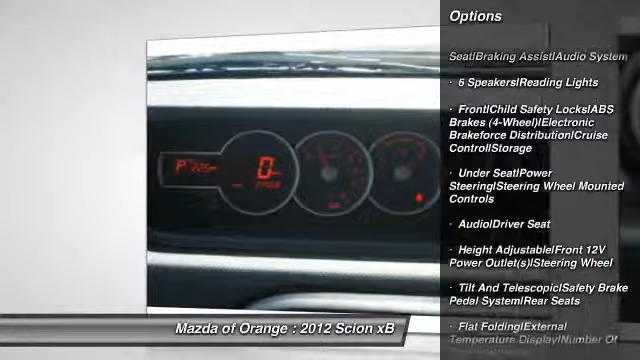 Options
Seat|Braking Assist|Audio System
· 6 Speakers|Reading Lights
· Front|Child Safety Locks|ABS
Brakes (4-Wheel)|Electronic
Brakeforce Distribution|Cruise
Control|Storage
· Under Seat|Power
Steering|Steering Wheel Mounted
Controls
· Audio|Driver Seat
· Height Adjustable|Front 12V
Power Outlet(s)|Steering Wheel
· Tilt And Telescopic|Safety Brake
Pedal System|Rear Seats
· Flat Folding|External
Temperature Display|Number Of
P
0
Mazda of Orange : 2012 Scion xB